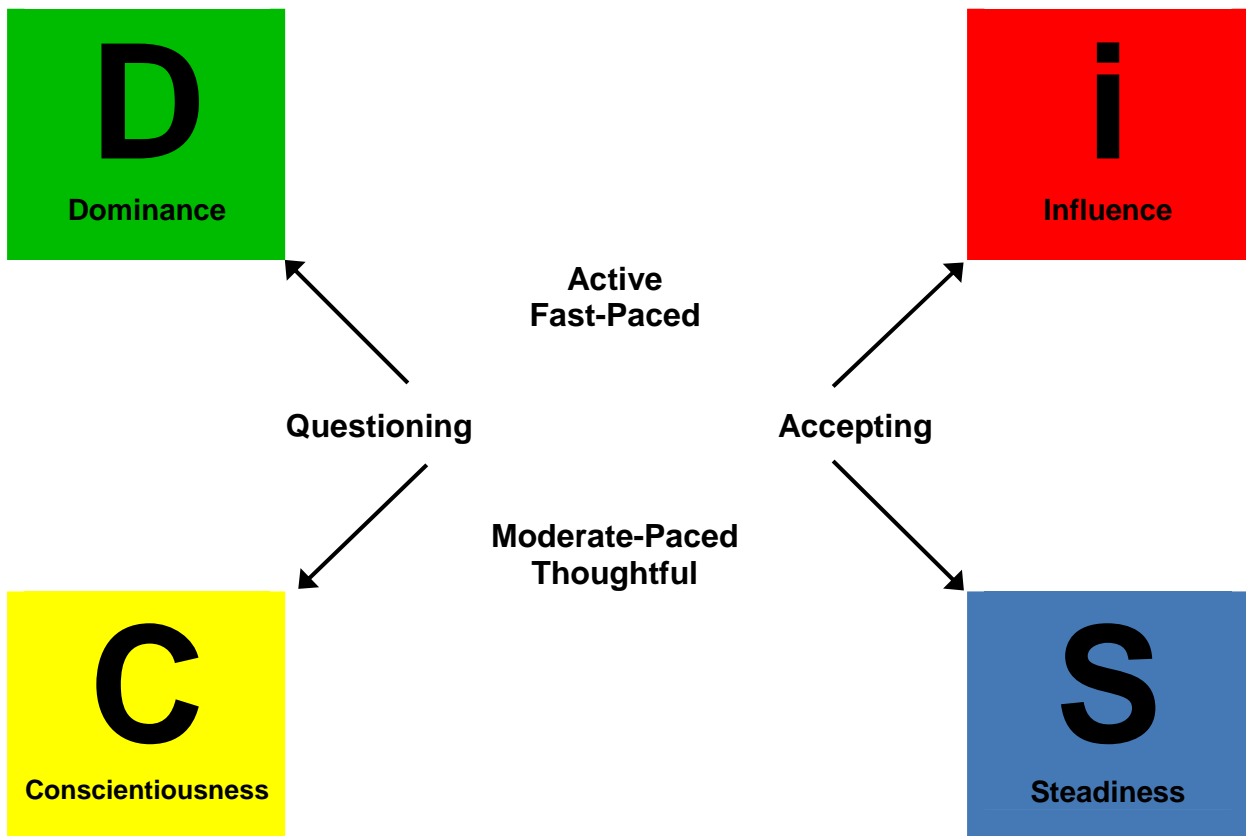 D
Dominance
i
Influence
Active
Fast-Paced
Questioning
Accepting
Moderate-Paced
Thoughtful
C
Conscientiousness
S
Steadiness